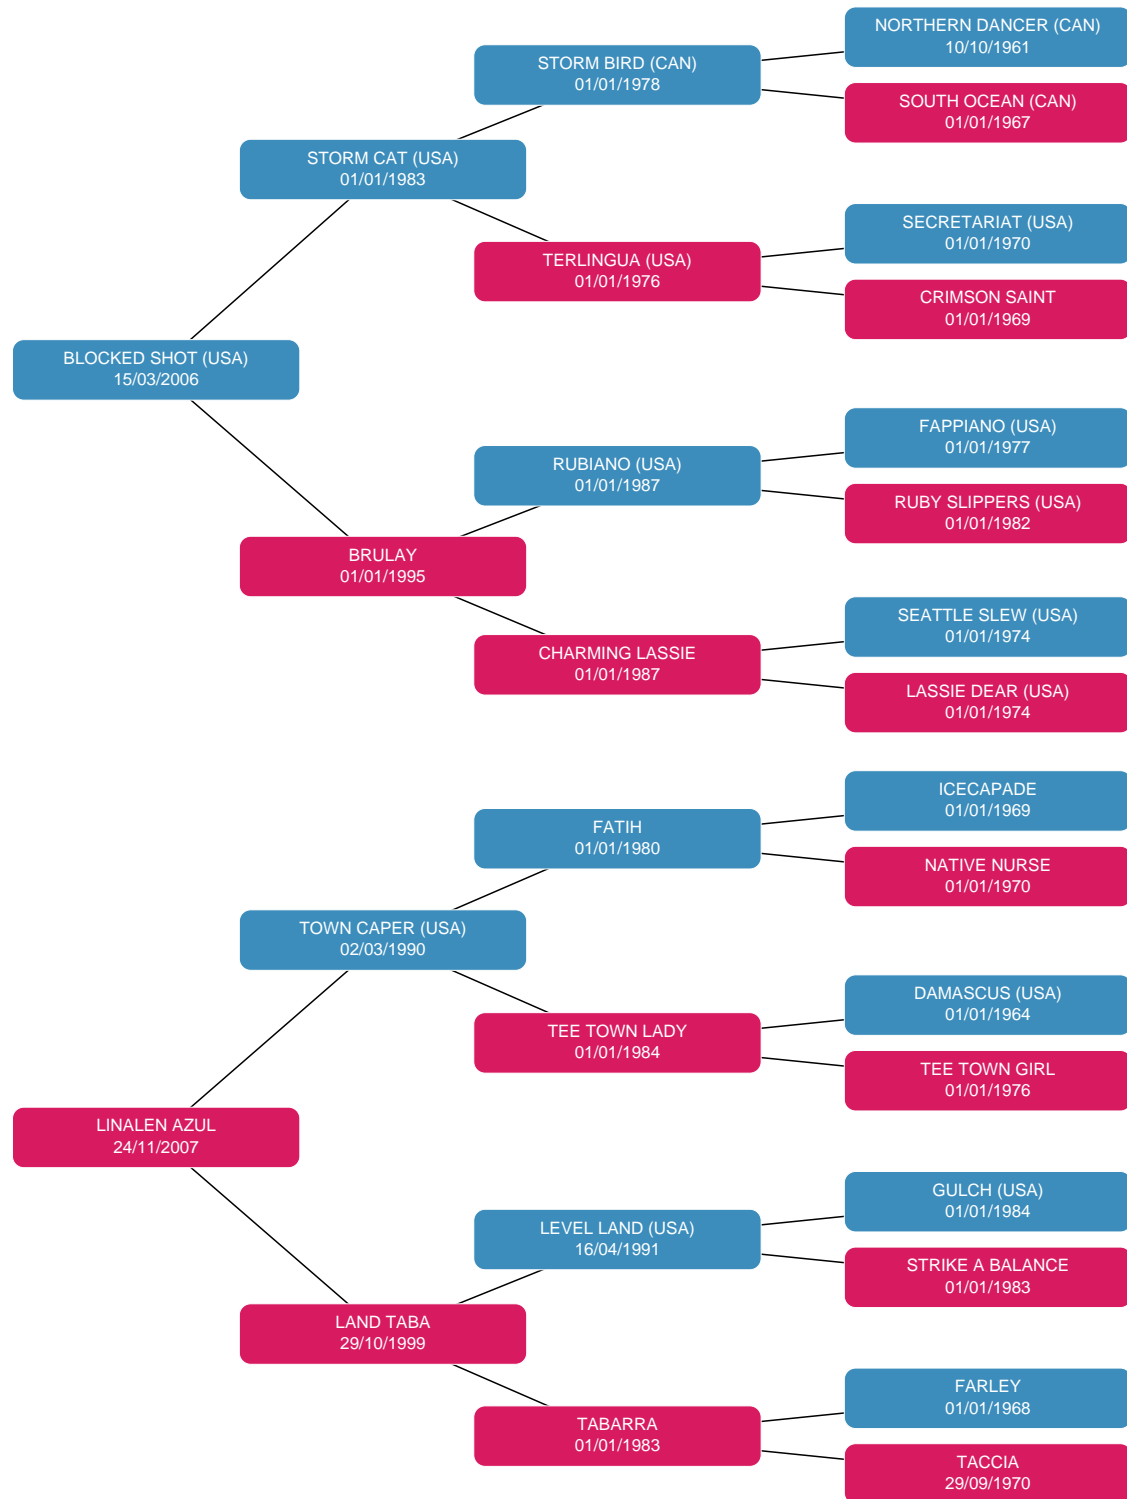 NORTHERN DANCER (CAN)
10/10/1961
STORM BIRD (CAN)
01/01/1978
SOUTH OCEAN (CAN)
01/01/1967
STORM CAT (USA)
01/01/1983
SECRETARIAT (USA)
01/01/1970
TERLINGUA (USA)
01/01/1976
CRIMSON SAINT
01/01/1969
BLOCKED SHOT (USA)
15/03/2006
FAPPIANO (USA)
01/01/1977
RUBIANO (USA)
01/01/1987
RUBY SLIPPERS (USA)
01/01/1982
BRULAY
01/01/1995
SEATTLE SLEW (USA)
01/01/1974
CHARMING LASSIE
01/01/1987
LASSIE DEAR (USA)
01/01/1974
ICECAPADE
01/01/1969
FATIH
01/01/1980
NATIVE NURSE
01/01/1970
TOWN CAPER (USA)
02/03/1990
DAMASCUS (USA)
01/01/1964
TEE TOWN LADY
01/01/1984
TEE TOWN GIRL
01/01/1976
LINALEN AZUL
24/11/2007
GULCH (USA)
01/01/1984
LEVEL LAND (USA)
16/04/1991
STRIKE A BALANCE
01/01/1983
LAND TABA
29/10/1999
FARLEY
01/01/1968
TABARRA
01/01/1983
TACCIA
29/09/1970